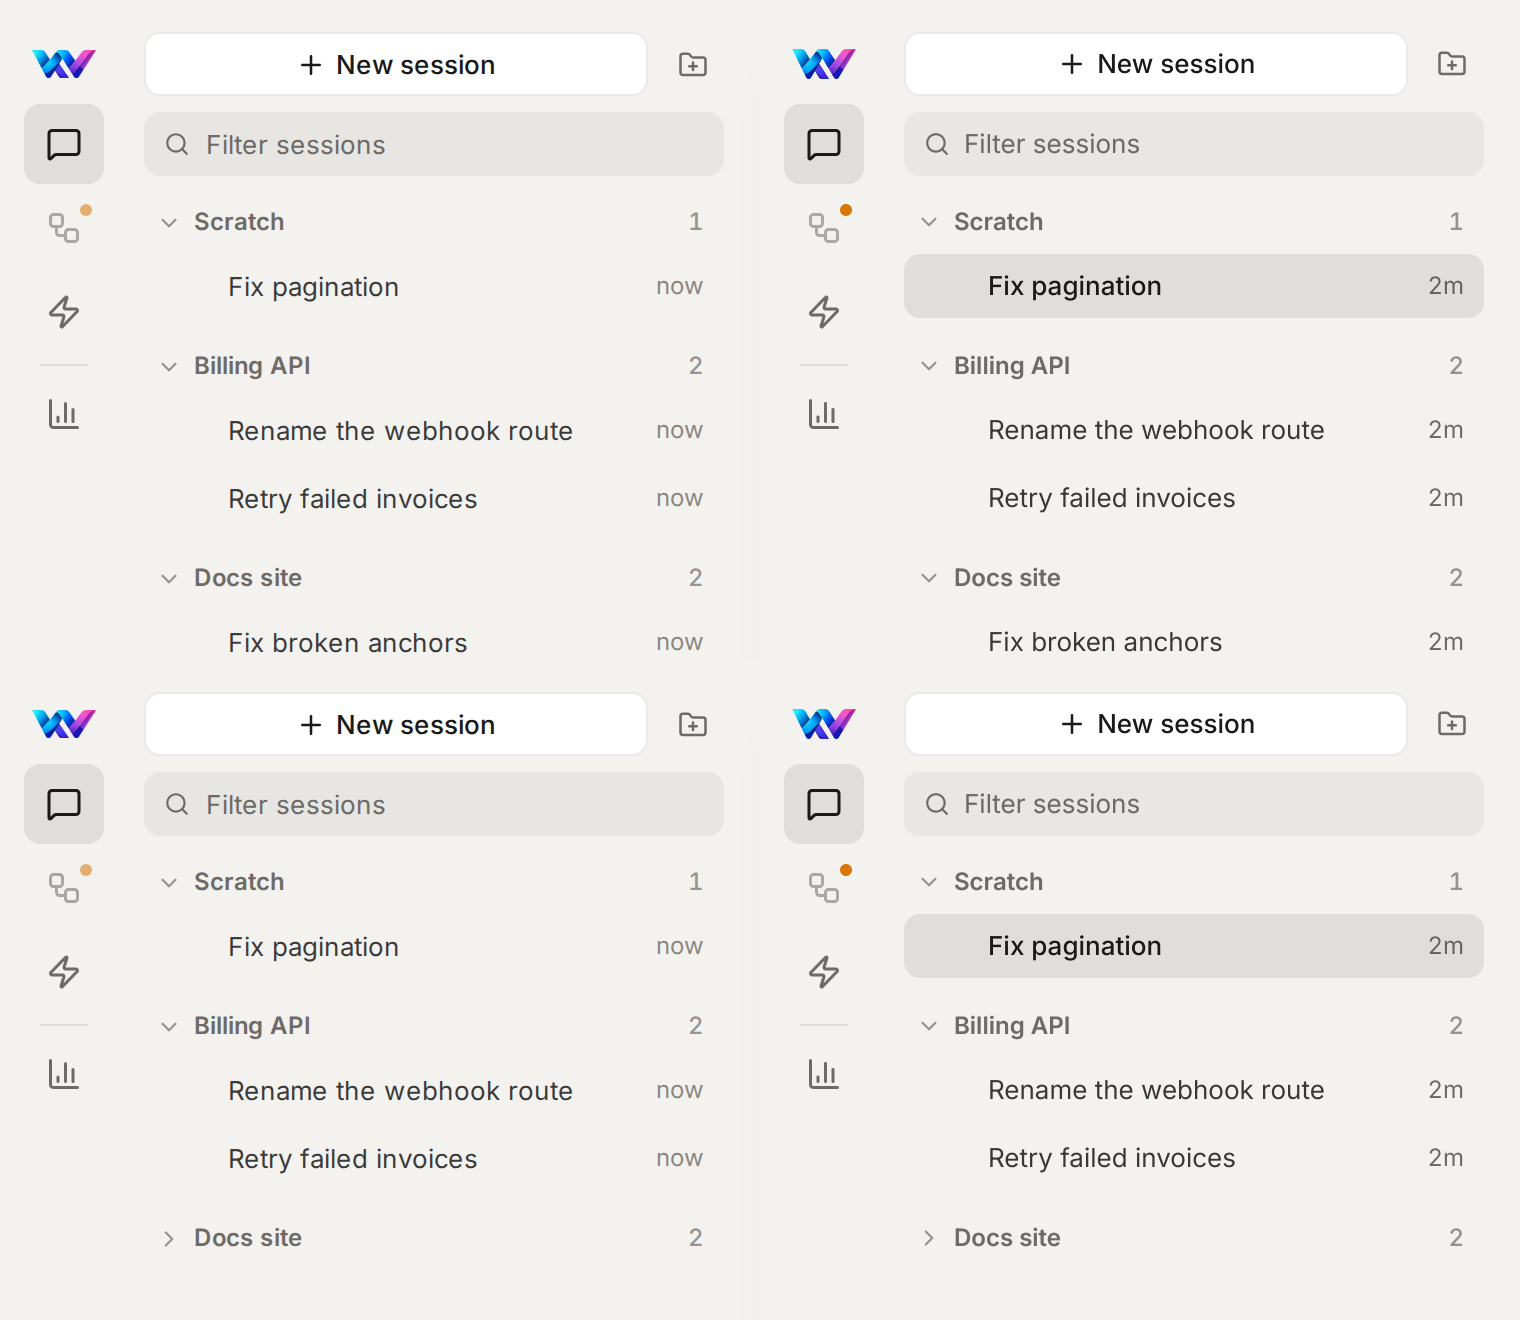 New session
Filter sessions
Scratch 1
Fix pagination now
Billing API 2
Rename the webhook route now
Retry failed invoices now
Docs site 2
Fix broken anchors now
New session
Filter sessions
Scratch 1
Fix pagination 2m
Billing API 2
Rename the webhook route 2m
Retry failed invoices 2m
Docs site 2
Fix broken anchors 2m
New session
Filter sessions
Scratch 1
Fix pagination now
Billing API 2
Rename the webhook route now
Retry failed invoices now
Docs site 2
New session
Filter sessions
Scratch 1
Fix pagination 2m
Billing API 2
Rename the webhook route 2m
Retry failed invoices 2m
Docs site 2